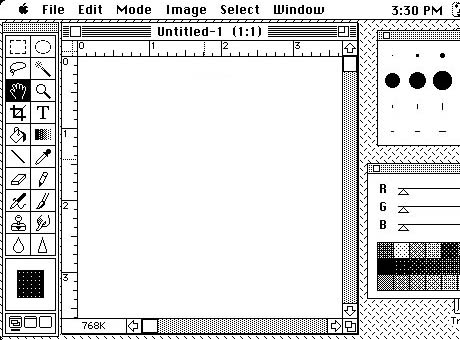 File Edit Mode Image Select Window 3:30 PM
Untitled-1 (1:1)
0 1 2 3
0
1
2
3
T
R
G
B
768K
Tr